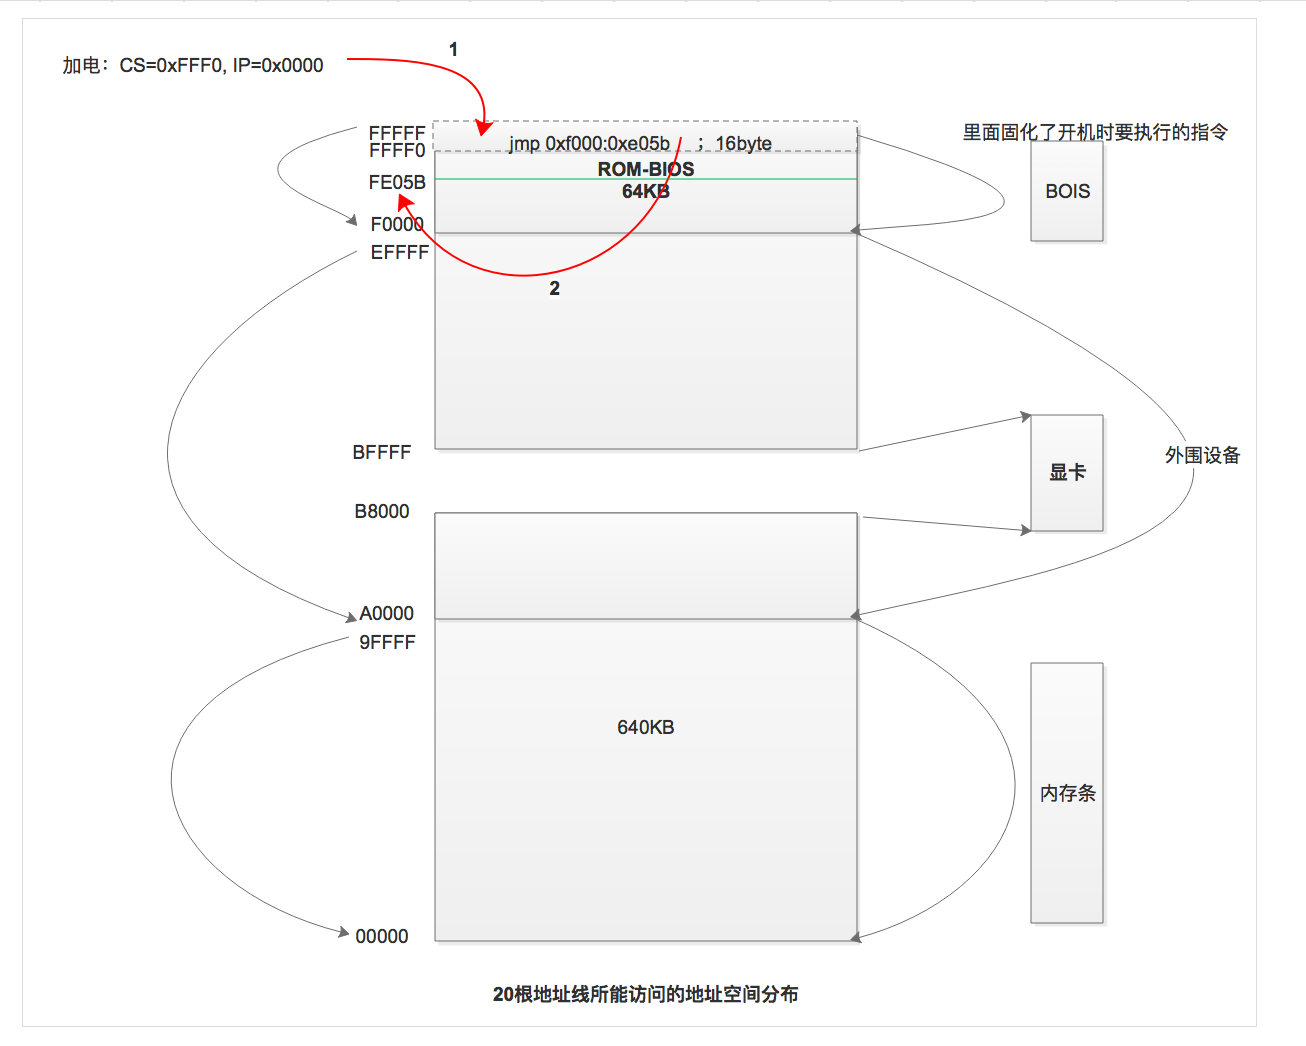 1
加电：CS=0xFFF0, IP=0x0000
FFFFF
里面固化了开机时要执行的指令
jmp 0xf000:0xe05b ；16byte
FFFF0
ROM-BIOS
FE05B
64KB
BOIS
F0000
EFFFF
2
BFFFF
外围设备
显卡
B8000
A0000
9FFFF
640KB
内存条
00000
20根地址线所能访问的地址空间分布